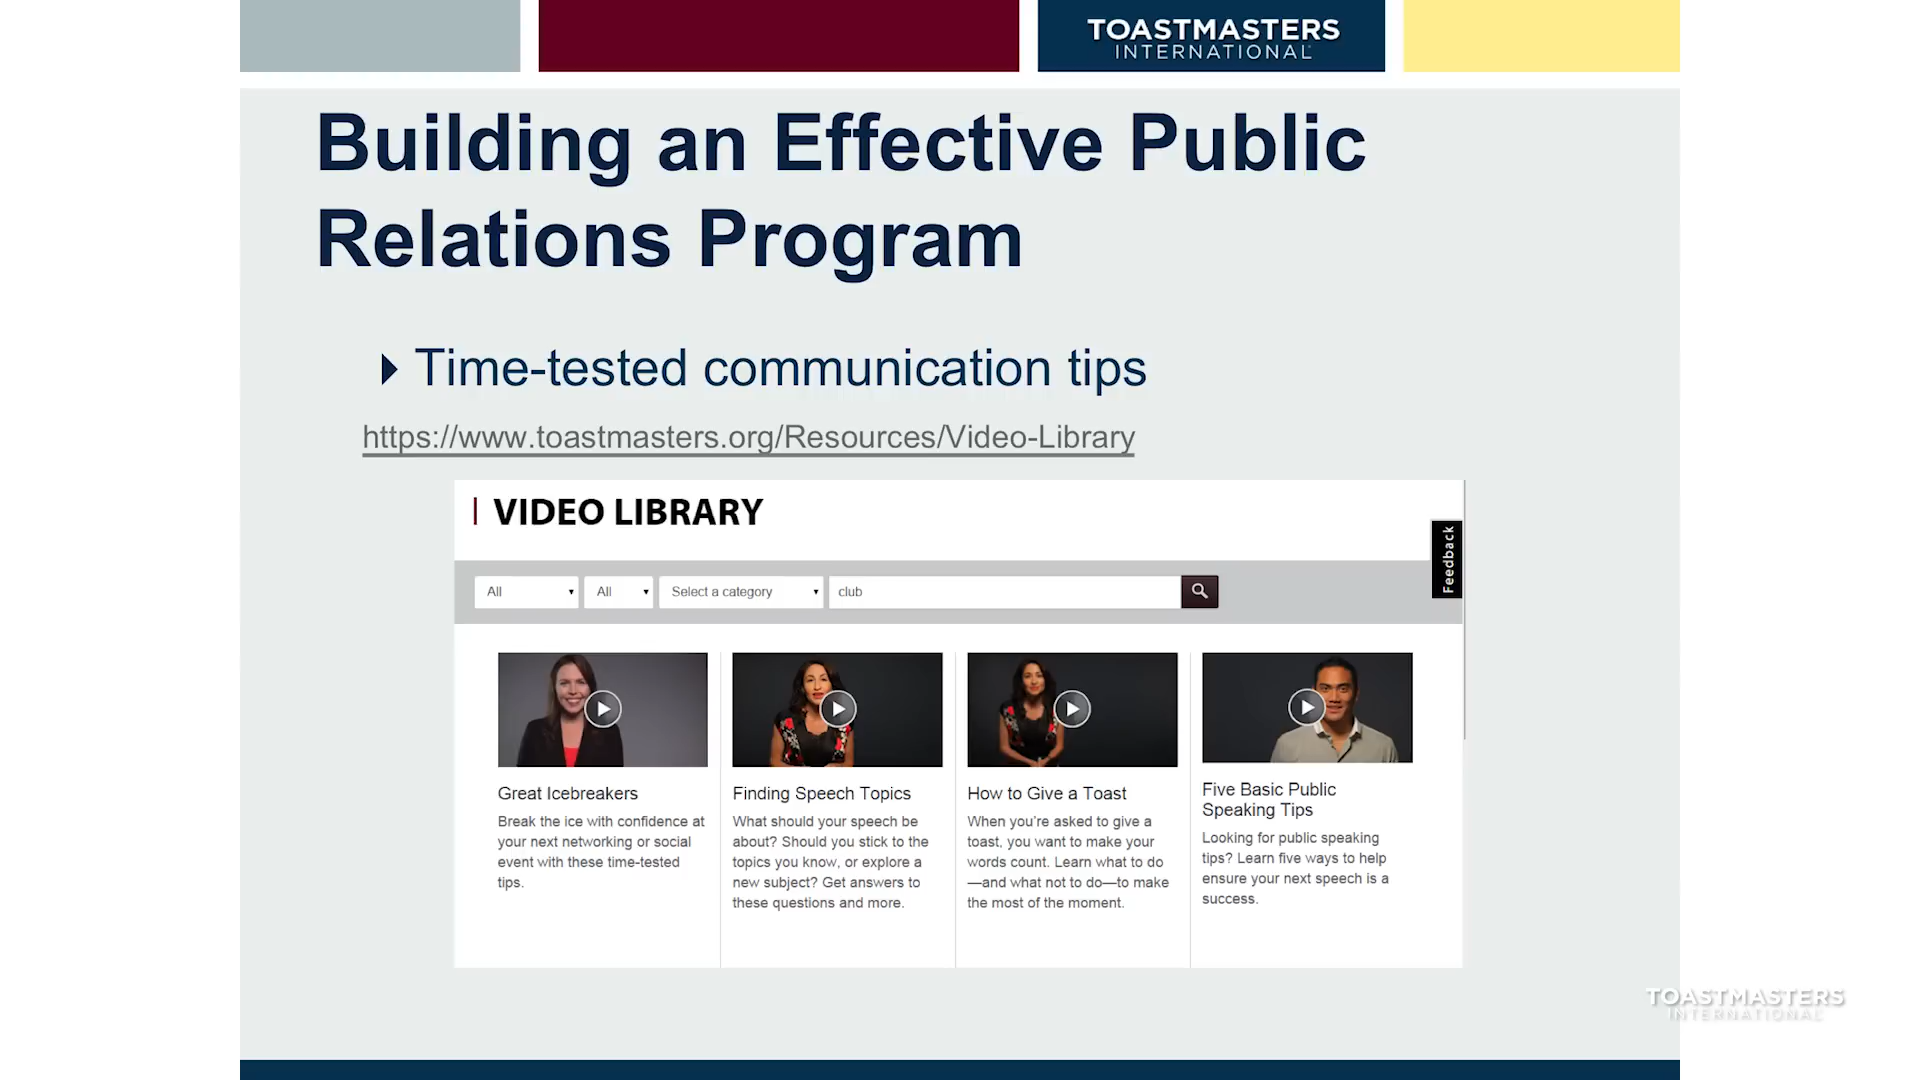 TOASTMASTERS
INTERNATIONAL
Building an Effective Public
Relations Program
Time-tested communication tips
https://www.toastmasters.org/Resources/Video-Library
VIDEO LIBRARY
Feedback
All All Select a category club
Great Icebreakers
Break the ice with confidence at
your next networking or social
event with these time-tested
tips.
Finding Speech Topics
What should your speech be
about? Should you stick to the
topics you know, or explore a
new subject? Get answers to
these questions and more.
How to Give a Toast
When you're asked to give a
toast, you want to make your
words count. Learn what to do
—and what not to do—to make
the most of the moment.
Five Basic Public
Speaking Tips
Looking for public speaking
tips? Learn five ways to help
ensure your next speech is a
success.
TOASTMASTERS
INTERNATIONAL